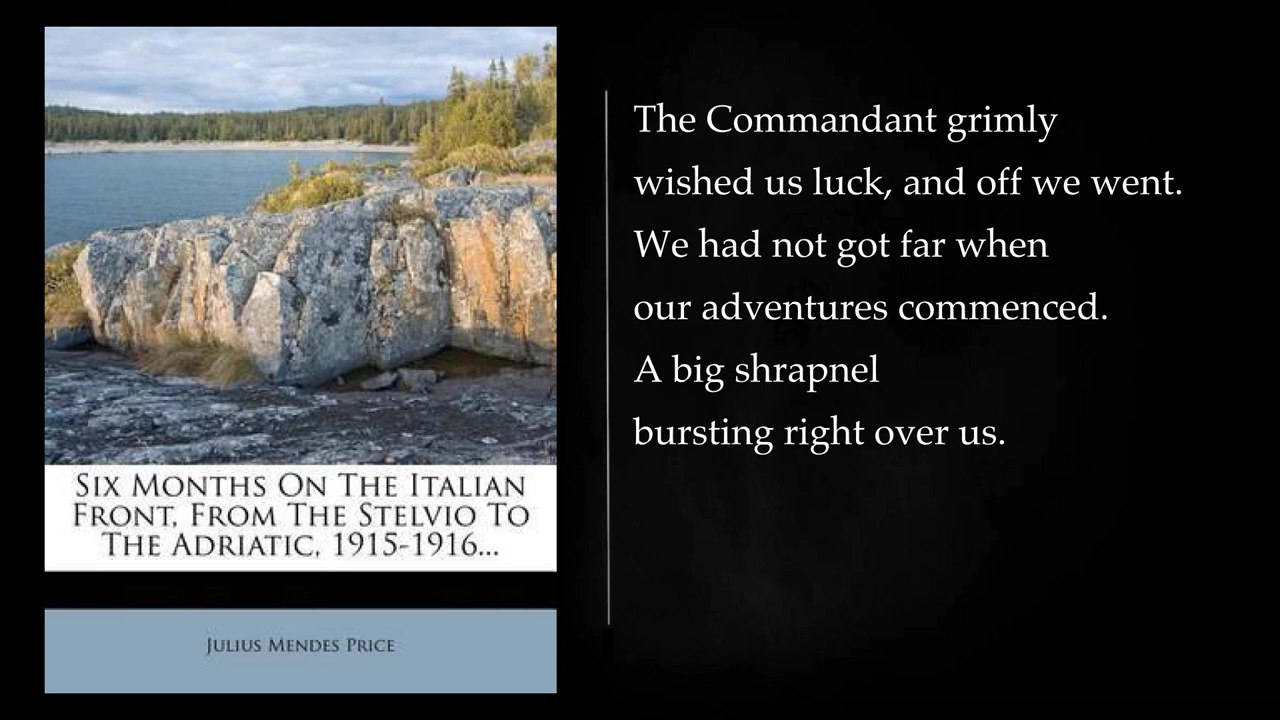 The Commandant grimly
wished us luck, and off we went.
We had not got far when
our adventures commenced.
A big shrapnel
bursting right over us.
SIX MONTHS ON THE ITALIAN
FRONT, FROM THE STELVIO TO
THE ADRIATIC, 1915-1916...
JULIUS MENDES PRICE